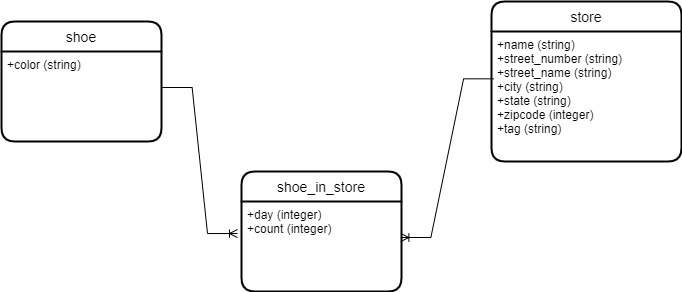 shoe
+color (string)
store
+name (string)
+street_number (string)
+street_name (string)
+city (string)
+state (string)
+zipcode (integer)
+tag (string)
shoe_in_store
+day (integer)
+count (integer)